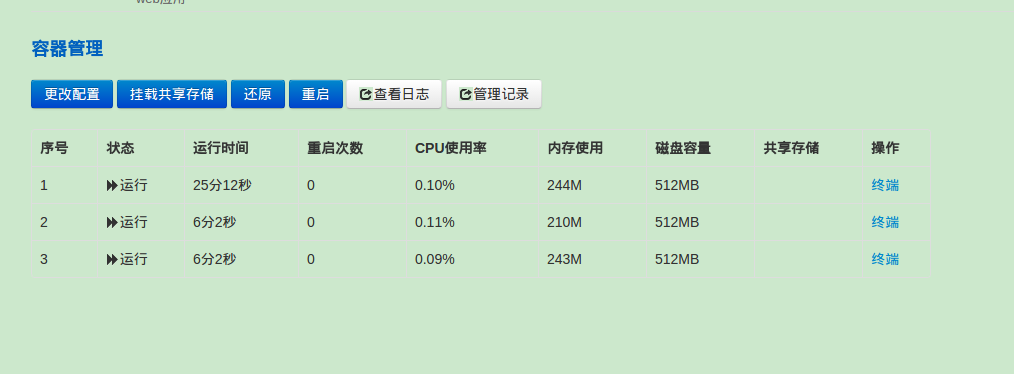 web应用
容器管理
更改配置 挂载共享存储 还原 重启 查看日志 管理记录
序号 状态 运行时间 重启次数 CPU使用率 内存使用 磁盘容量 共享存储 操作
1 运行 25分12秒 0 0.10% 244M 512MB 终端
2 运行 6分2秒 0 0.11% 210M 512MB 终端
3 运行 6分2秒 0 0.09% 243M 512MB 终端